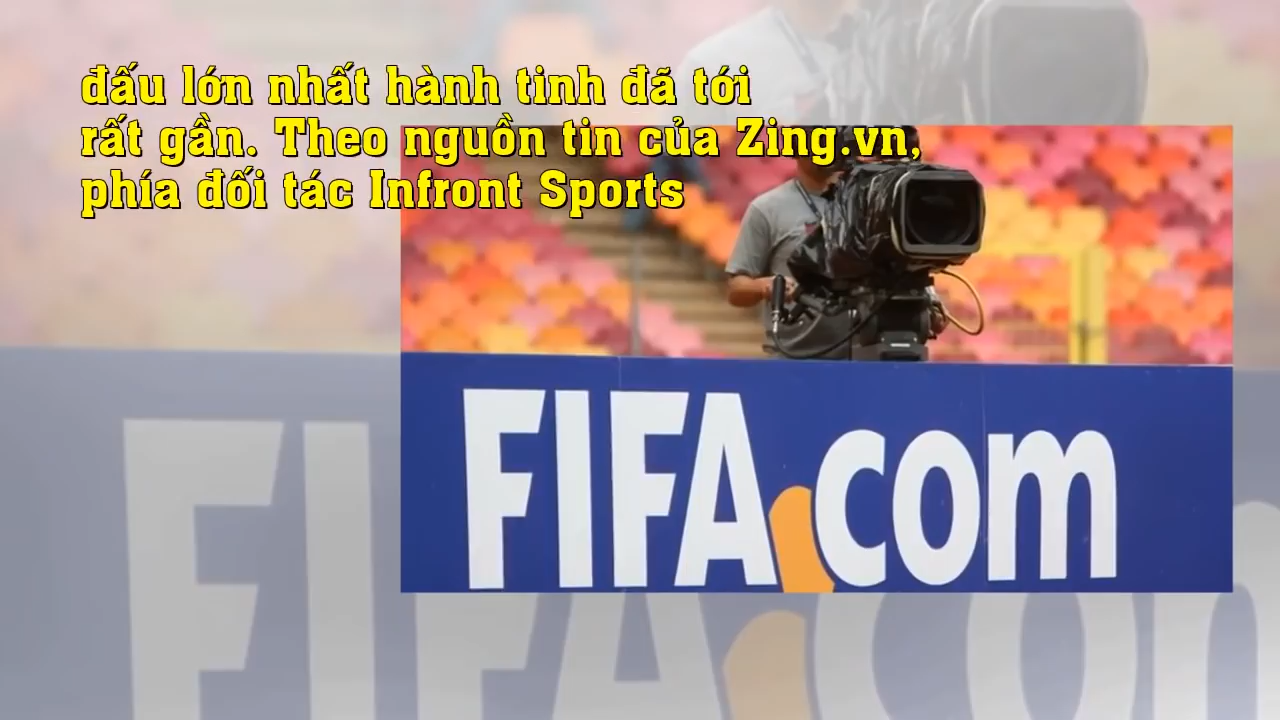 đấu lớn nhất hành tinh đã tới
rất gần. Theo nguồn tin của Zing.vn,
phía đối tác Infront Sports
FIFA.com